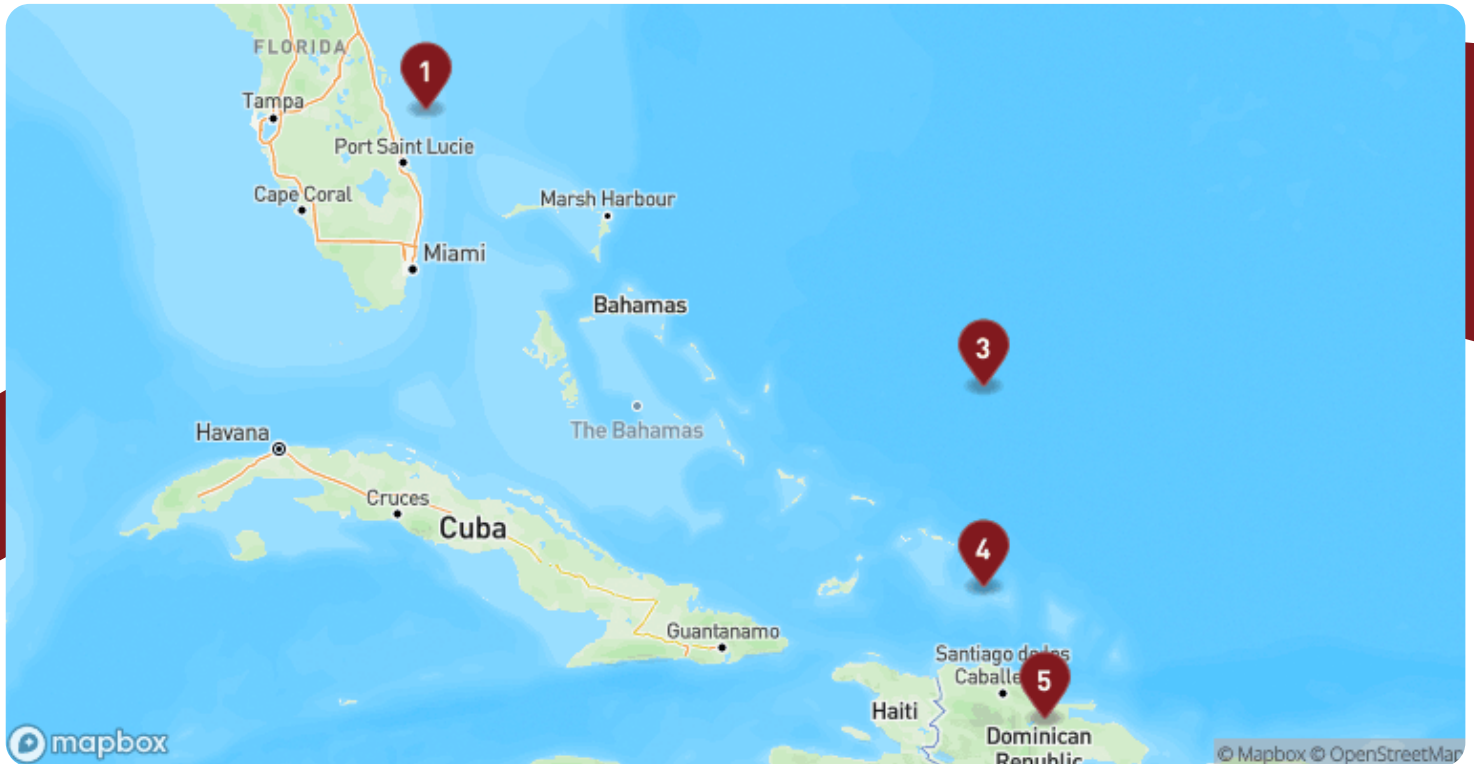 FLORIDA
1
Tampa
Port Saint Lucie
Cape Coral
Marsh Harbour
Miami
Bahamas
3
The Bahamas
Havana
Cruces
Cuba
4
Guantanamo
Santiago de los
Caballe
5
Haiti
Dominican
Republic
mapbox
© Mapbox © OpenStreetMap